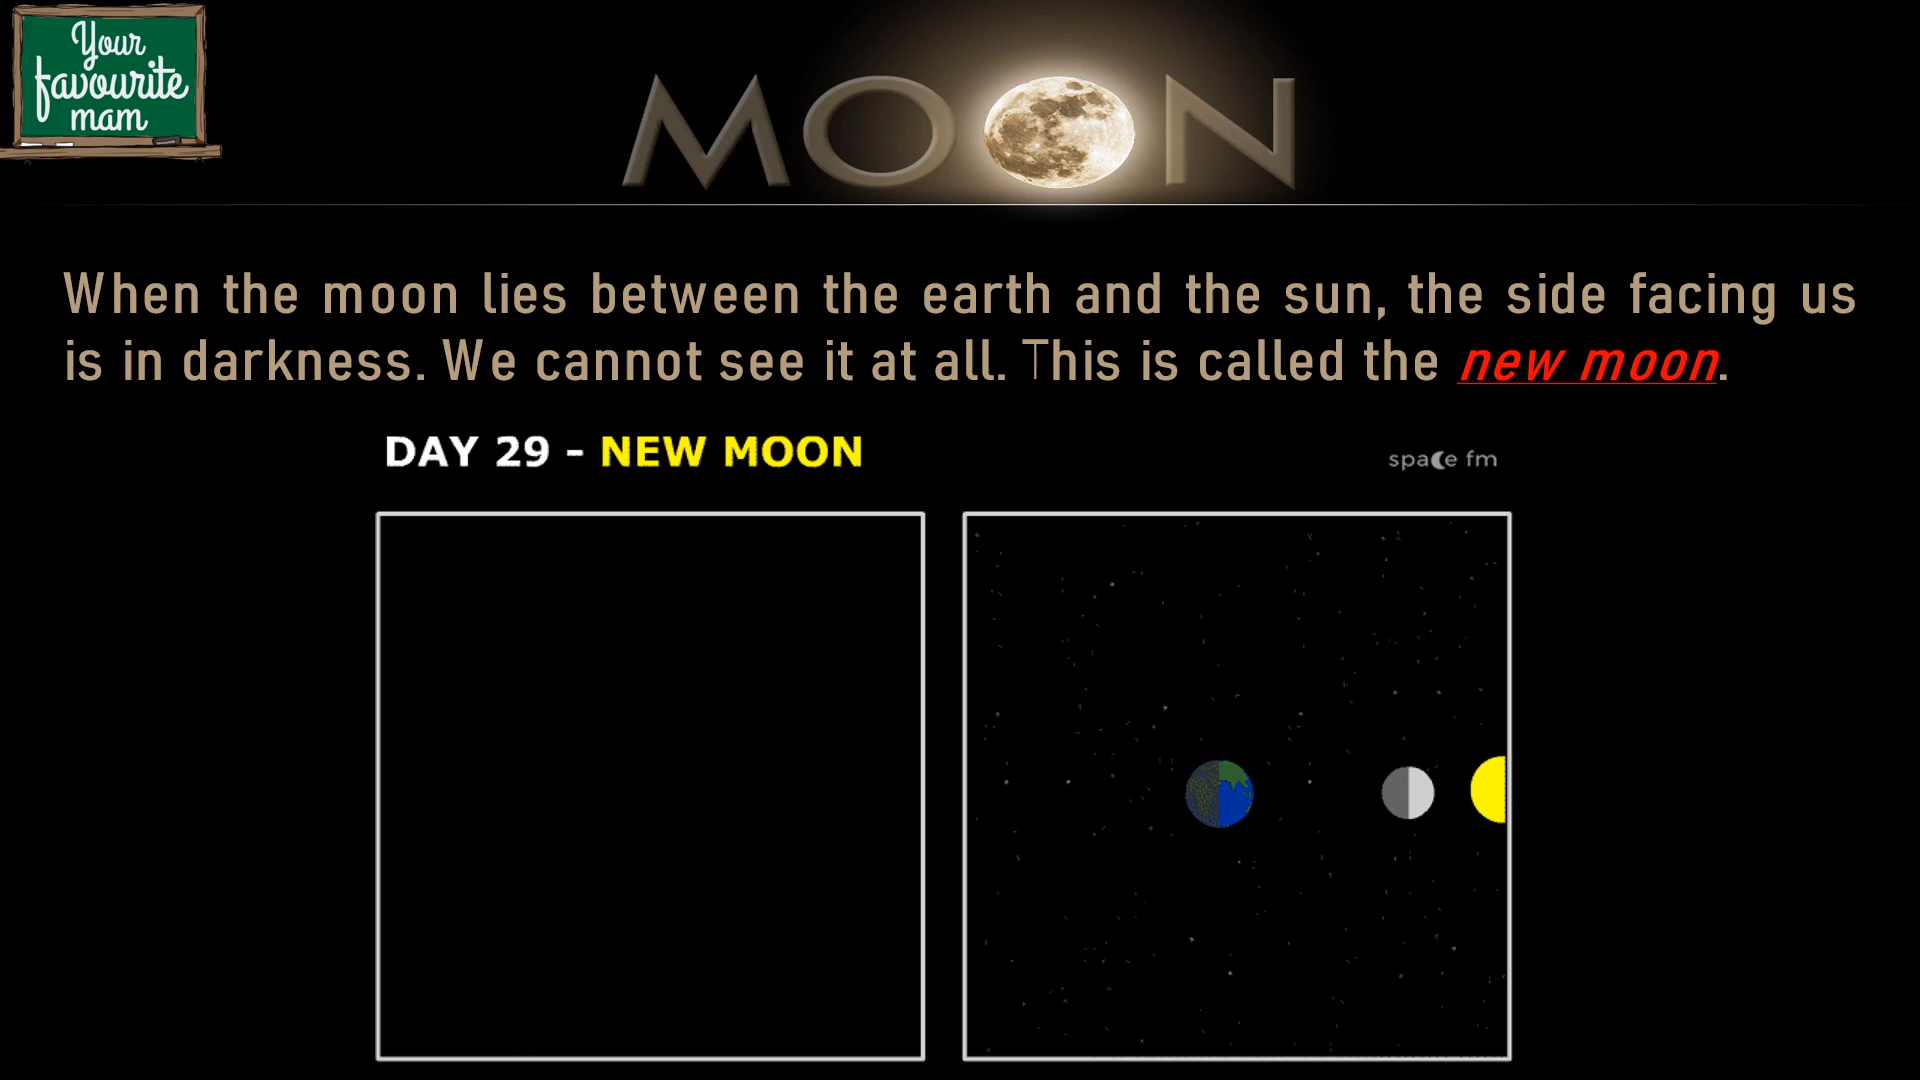 Your
favourite
mam
MOON
When the moon lies between the earth and the sun, the side facing us
is in darkness. We cannot see it at all. This is called the new moon.
DAY 29 - NEW MOON
space fm